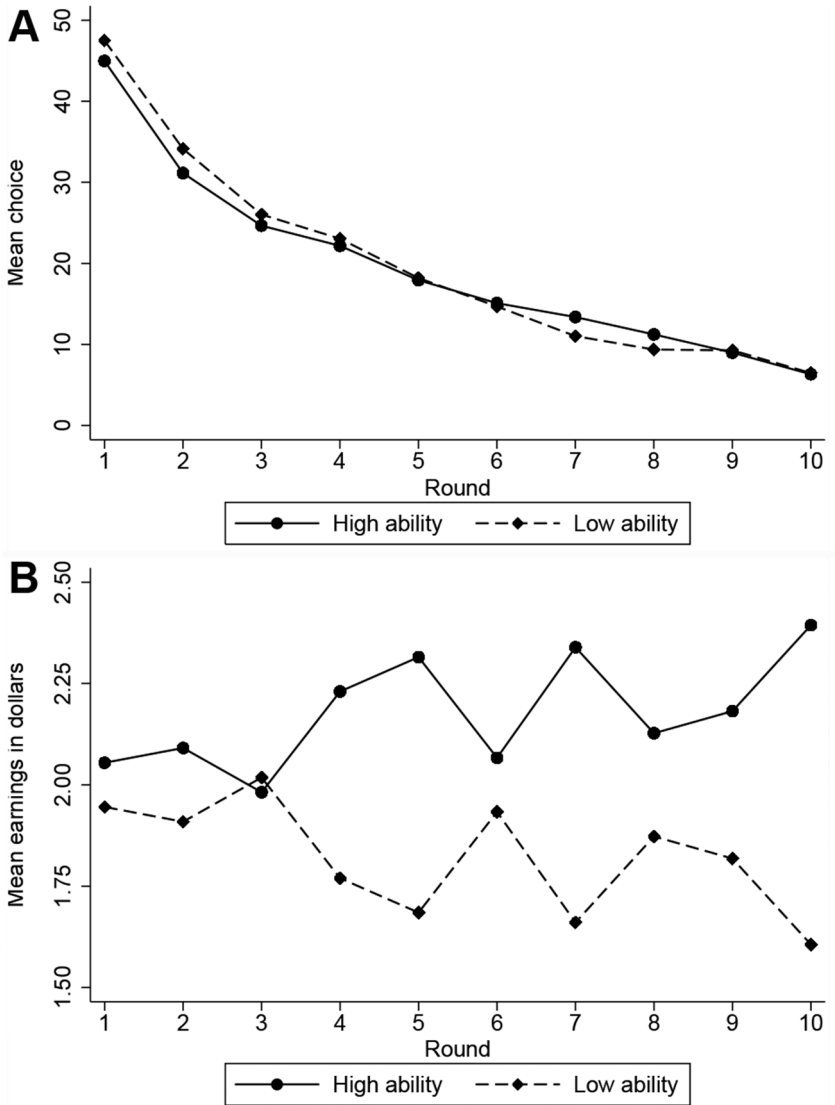 A
50
40
30
20
10
0
Mean choice
1 2 3 4 5 6 7 8 9 10
Round
High ability Low ability
B
2.50
2.25
2.00
1.75
1.50
Mean earnings in dollars
1 2 3 4 5 6 7 8 9 10
Round
High ability Low ability